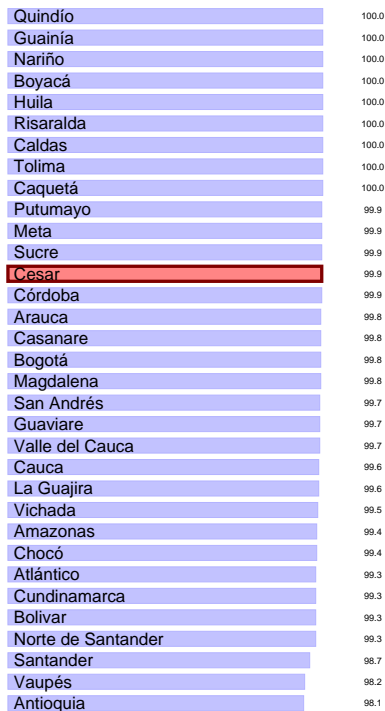 Quindío 100.0
Guainía 100.0
Nariño 100.0
Boyacá 100.0
Huila 100.0
Risaralda 100.0
Caldas 100.0
Tolima 100.0
Caquetá 100.0
Putumayo 99.9
Meta 99.9
Sucre 99.9
Cesar 99.9
Córdoba 99.9
Arauca 99.8
Casanare 99.8
Bogotá 99.8
Magdalena 99.8
San Andrés 99.7
Guaviare 99.7
Valle del Cauca 99.7
Cauca 99.6
La Guajira 99.6
Vichada 99.5
Amazonas 99.4
Chocó 99.4
Atlántico 99.3
Cundinamarca 99.3
Bolivar 99.3
Norte de Santander 99.3
Santander 98.7
Vaupés 98.2
Antioquia 98.1